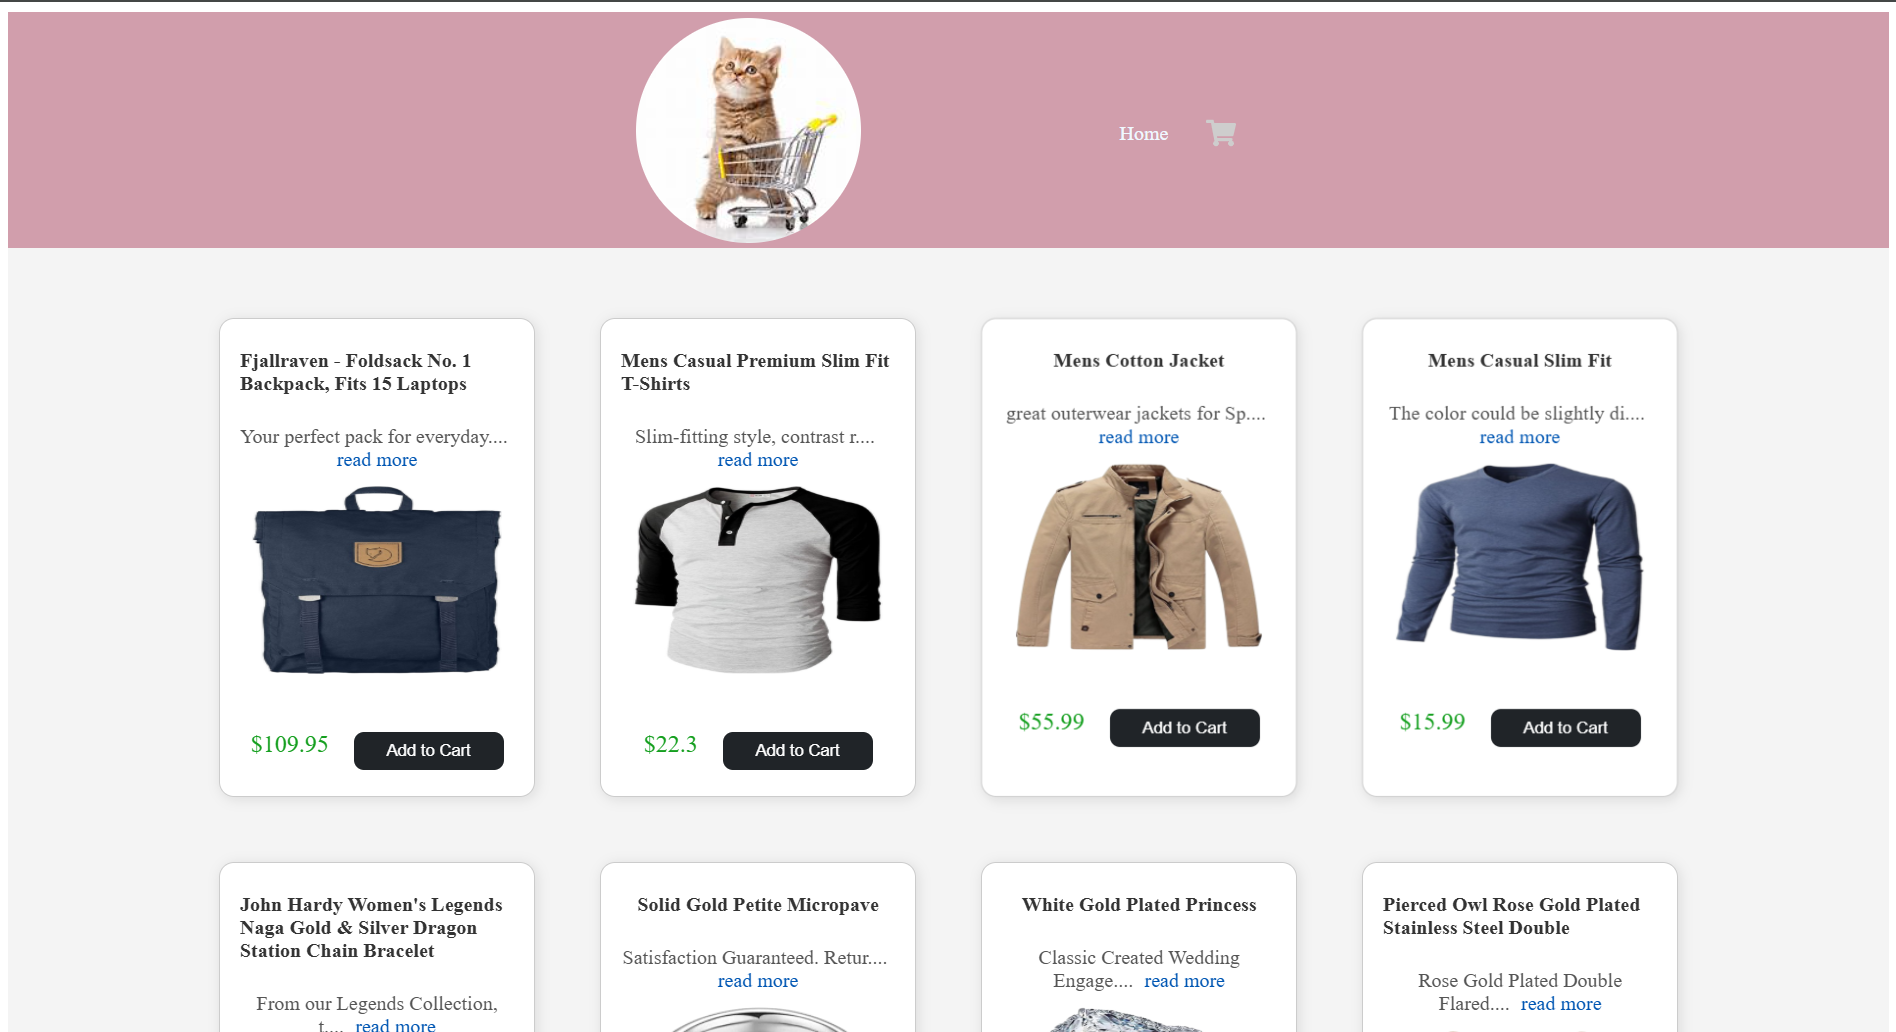 Home
Fjallraven - Foldsack No. 1
Backpack, Fits 15 Laptops
Your perfect pack for everyday....
read more
$109.95
Add to Cart
Mens Casual Premium Slim Fit
T-Shirts
Slim-fitting style, contrast r....
read more
$22.3
Add to Cart
Mens Cotton Jacket
great outerwear jackets for Sp....
read more
$55.99
Add to Cart
Mens Casual Slim Fit
The color could be slightly di....
read more
$15.99
Add to Cart
John Hardy Women's Legends
Naga Gold & Silver Dragon
Station Chain Bracelet
From our Legends Collection,
t.... read more
Solid Gold Petite Micropave
Satisfaction Guaranteed. Retur....
read more
White Gold Plated Princess
Classic Created Wedding
Engage.... read more
Pierced Owl Rose Gold Plated
Stainless Steel Double
Rose Gold Plated Double
Flared.... read more